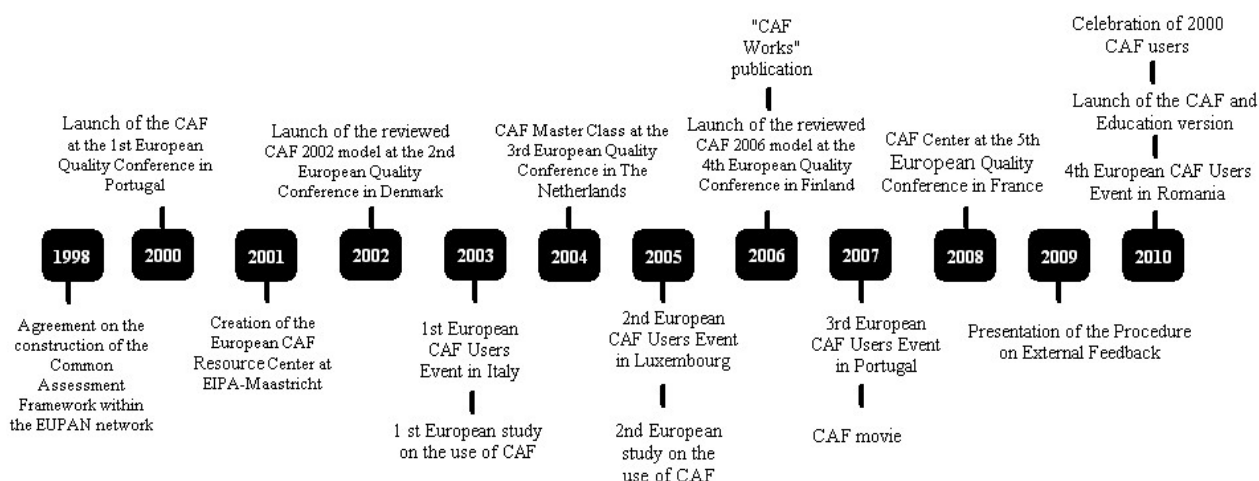 Launch of the CAF
at the 1st European
Quality Conference in
Portugal
Launch of the reviewed
CAF 2002 model at the 2nd
European Quality
Conference in Denmark
CAF Master Class at the
3rd European Quality
Conference in The
Netherlands
"CAF
Works"
publication
Launch of the reviewed
CAF 2006 model at the
4th European Quality
Conference in Finland
CAF Center at the 5th
European Quality
Conference in France
Celebration of 2000
CAF users
Launch of the CAF and
Education version
4th European CAF Users
Event in Romania
1998
2000
2001
2002
2003
2004
2005
2006
2007
2008
2009
2010
Agreement on the
construction of the
Common
Assessment
Framework within
the EUPAN network
Creation of the
European CAF
Resource Center at
EIPA-Maastricht
1st European
CAF Users
Event in Italy
1 st European study
on the use of CAF
2nd European
CAF Users Event
in Luxembourg
2nd European
study on the
use of CAF
3rd European
CAF Users Event
in Portugal
CAF movie
Presentation of the Procedure
on External Feedback